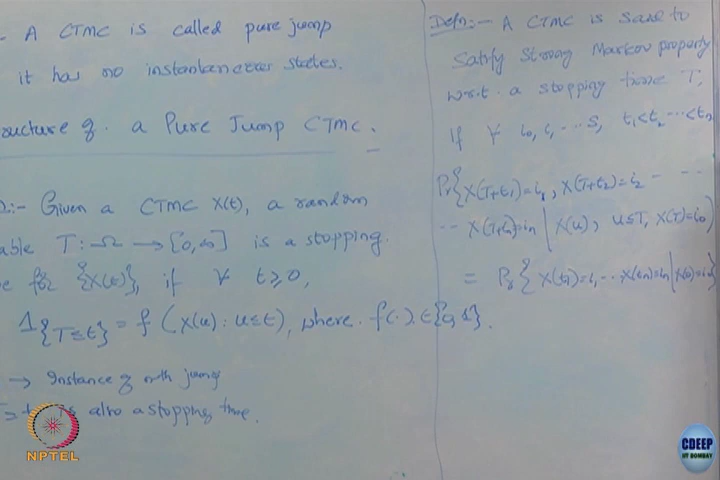 - A CTMC is called pure jump
it has no instantaneous states.
ructure of a Pure Jump CTMC.
n:- Given a CTMC X(t), a random
able T: Ω → [0,∞] is a stopping
e for {X(t)}, if ∀ t≥0,
1{T≤t} = f (X(u): u≤t), where f(.) ∈ {0,1}.
→ Instance of nth jump
is also a stopping time.
Defn:- A CTMC is said to
satisfy Strong Markov property
w.r.t. a stopping time T,
If ∀ i₀, i₁ ... S, t₁<t₂ ... <tₙ
Pr{X(T+t₁)=i₁, X(T+t₂)=i₂ - ...
... X(T+tₙ)=iₙ | X(u), u≤T, X(T)=i₀)
= Pr{X(t₁)=i₁ ... X(tₙ)=iₙ | X(0)=i₀}
NPTEL
CDEEP
IIT BOMBAY